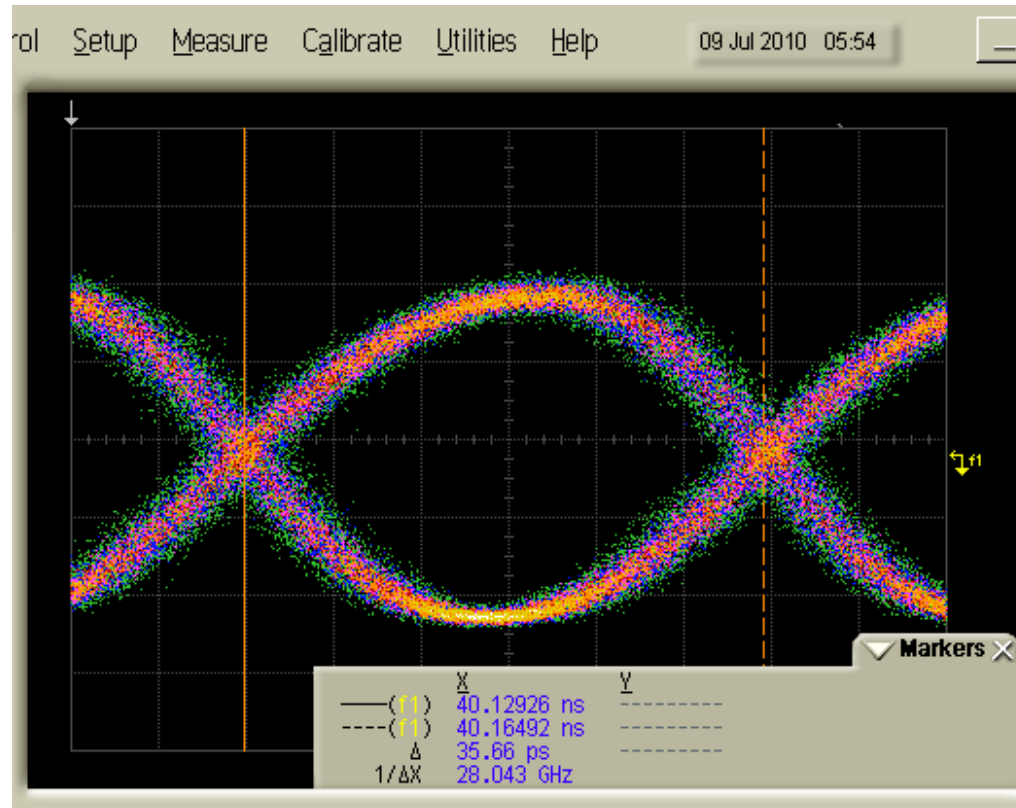 rol Setup Measure Calibrate Utilities Help 09 Jul 2010 05:54
f1
Markers
X Y
(f1) 40.12926 ns ---------
(f1) 40.16492 ns ---------
Δ 35.66 ps ---------
1/ΔX 28.043 GHz